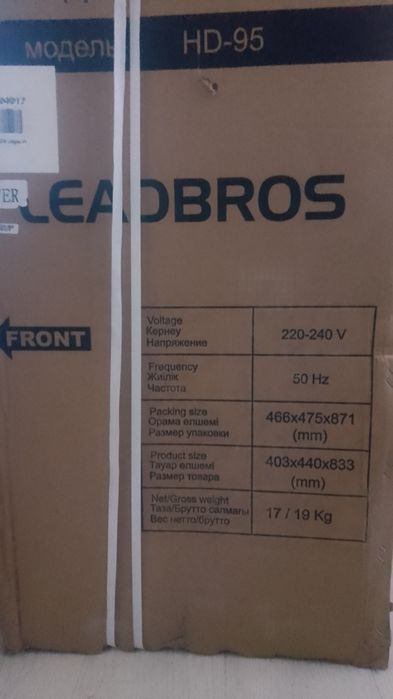 модель HD-95
LEADBROS
FRONT
Voltage
Кернеу
Напряжение
220-240 V
Frequency
Жиілік
Частота
50 Hz
Packing size
Орама өлшемі
Размер упаковки
466x475x871
(mm)
Product size
Тауар өлшемі
Размер товара
403x440x833
(mm)
Net/Gross weight
Таза/Брутто салмағы
Вес нетто/брутто
17 / 19 Kg